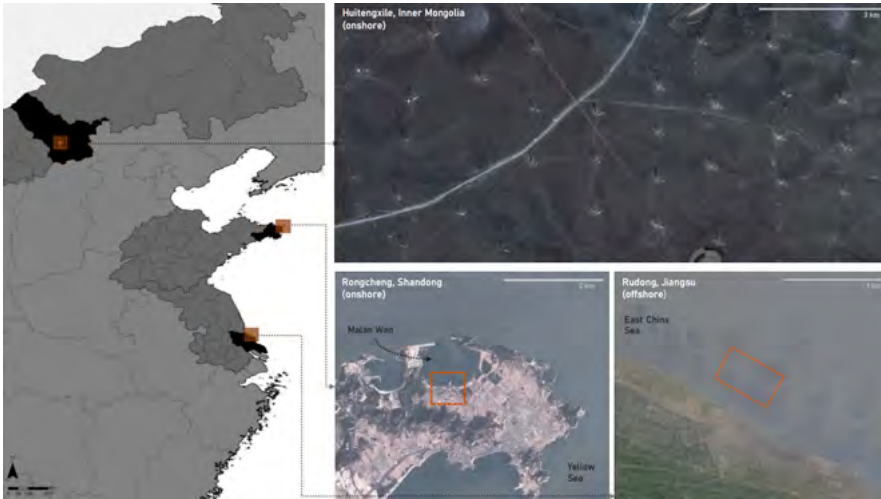 Huitengxile, Inner Mongolia
(onshore)
3 km
Rongcheng, Shandong
(onshore)
2 km
Malan Wan
Yellow
Sea
Rudong, Jiangsu
(offshore)
East China
Sea
N